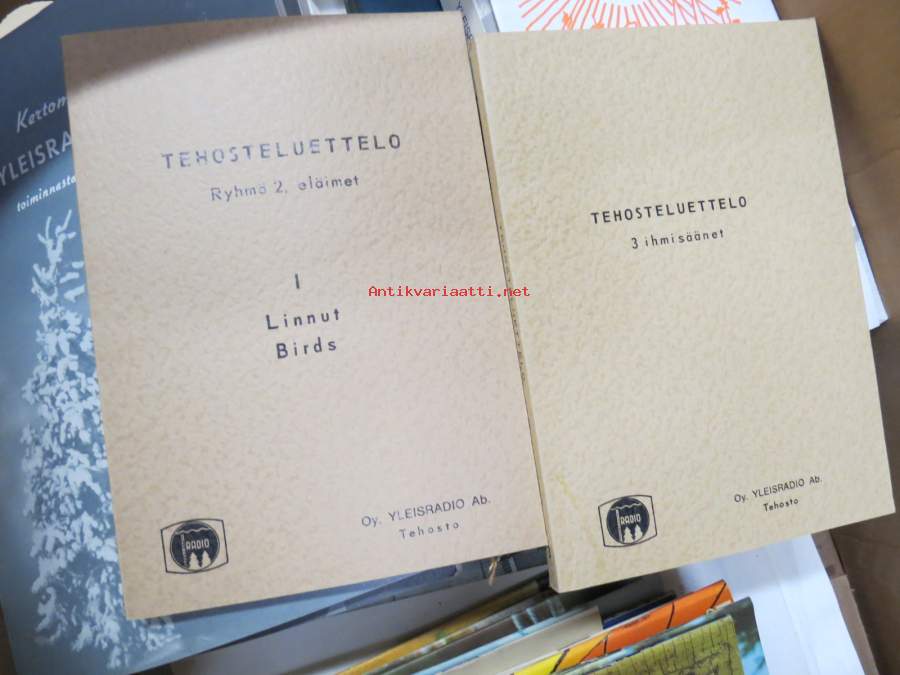 Kertom
YLEISRA
toiminnasta
TEHOSTELUETTELO
Ryhmä 2, eläimet
I
Linnut
Birds
RADIO
Oy. YLEISRADIO Ab.
Tehosto
TEHOSTELUETTELO
3 ihmisäänet
RADIO
Oy. YLEISRADIO Ab.
Tehosto
Antikvariaatti.net